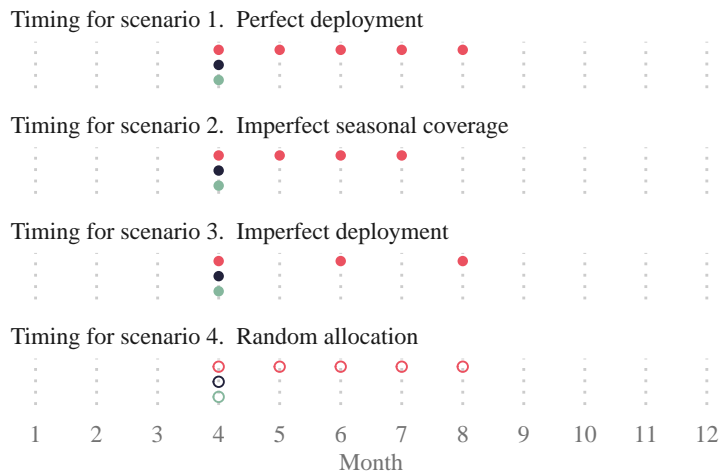 Timing for scenario 1. Perfect deployment
Timing for scenario 2. Imperfect seasonal coverage
Timing for scenario 3. Imperfect deployment
Timing for scenario 4. Random allocation
1 2 3 4 5 6 7 8 9 10 11 12
Month